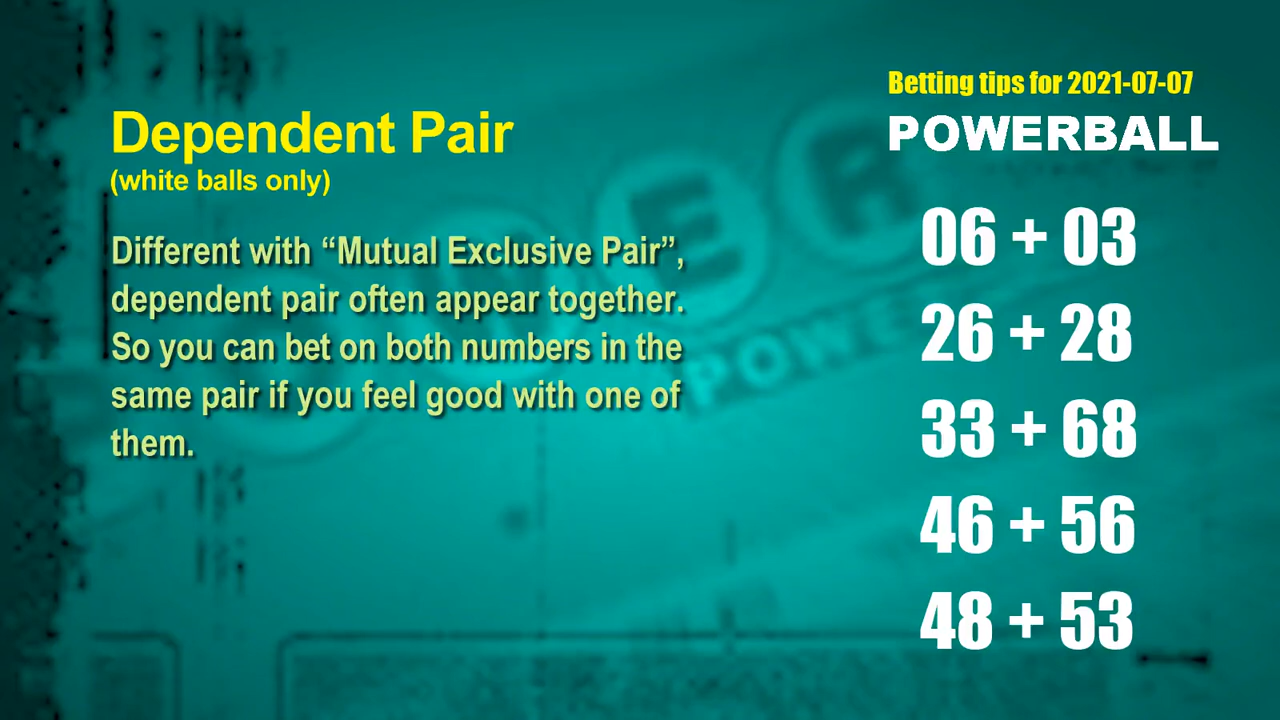 Dependent Pair
(white balls only)
Different with “Mutual Exclusive Pair”,
dependent pair often appear together.
So you can bet on both numbers in the
same pair if you feel good with one of
them.
Betting tips for 2021-07-07
POWERBALL
06 + 03
26 + 28
33 + 68
46 + 56
48 + 53